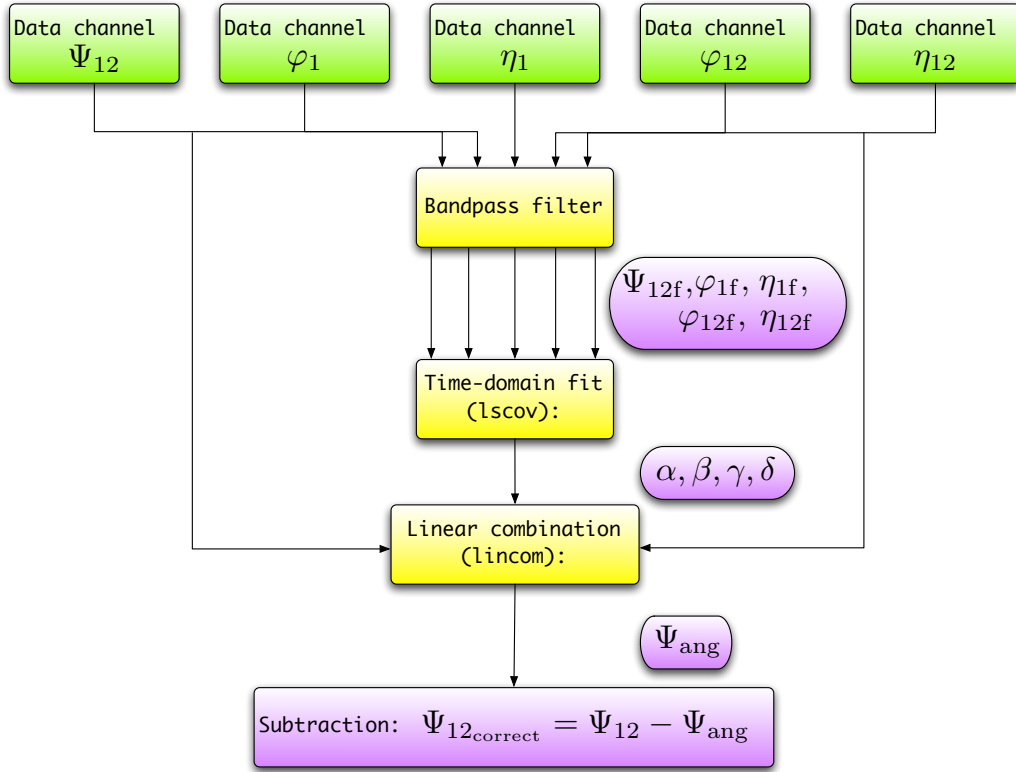 Data channel
Ψ₁₂
Data channel
φ₁
Data channel
η₁
Data channel
φ₁₂
Data channel
η₁₂
Bandpass filter
Ψ₁₂f,φ₁f, η₁f,
φ₁₂f, η₁₂f
Time-domain fit
(lscov):
α, β, γ, δ
Linear combination
(lincom):
Ψang
Subtraction: Ψ₁₂correct = Ψ₁₂ − Ψang